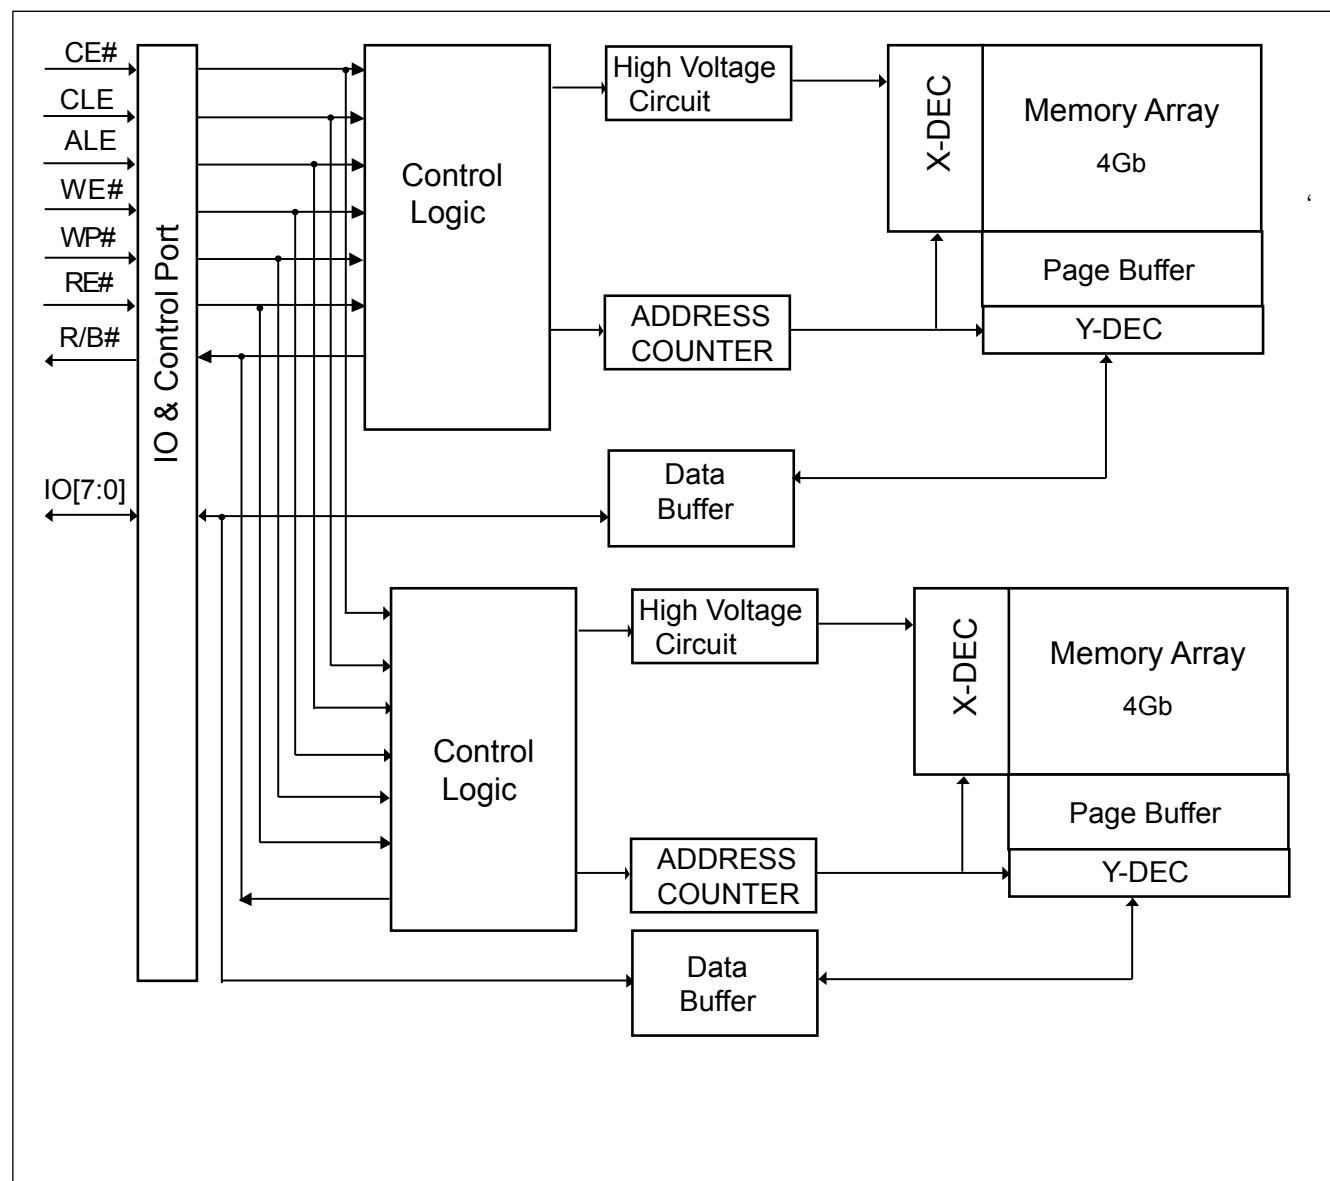 CE#
CLE
ALE
WE#
WP#
RE#
R/B#
IO[7:0]
IO & Control Port
Control
Logic
High Voltage
Circuit
ADDRESS
COUNTER
Data
Buffer
X-DEC
Memory Array
4Gb
Page Buffer
Y-DEC
‘
Control
Logic
High Voltage
Circuit
ADDRESS
COUNTER
Data
Buffer
X-DEC
Memory Array
4Gb
Page Buffer
Y-DEC